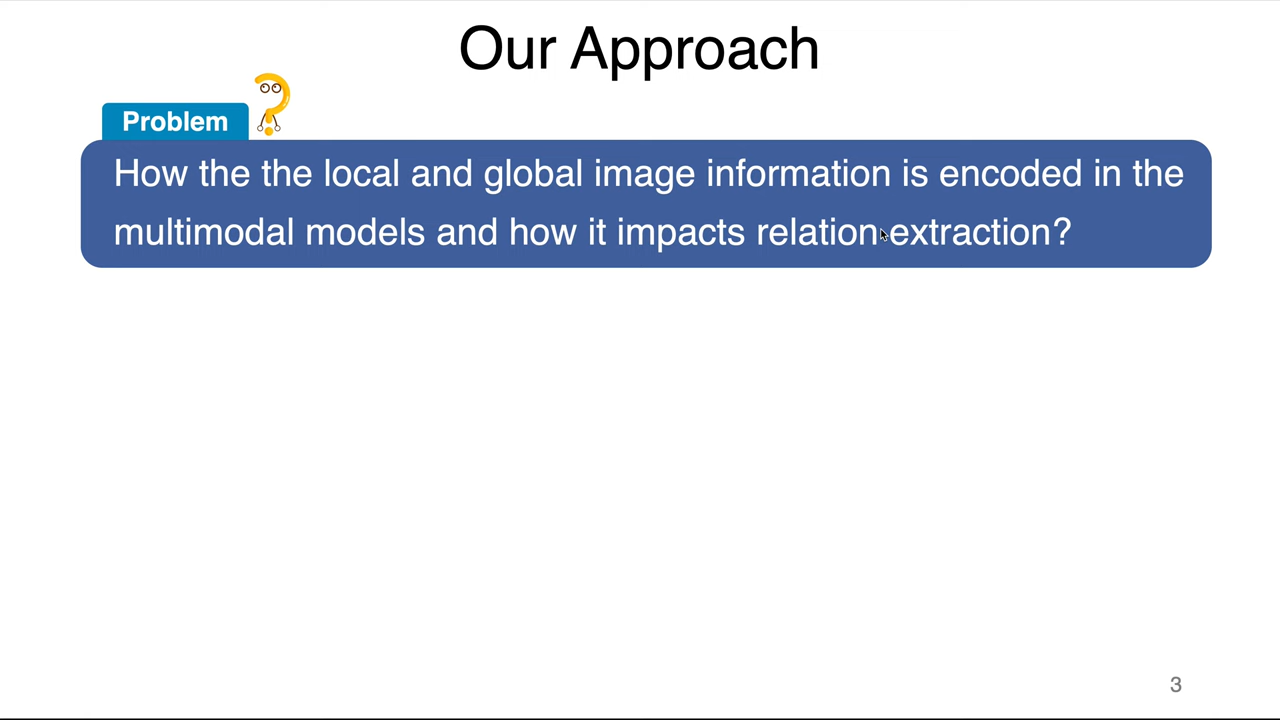 Our Approach
Problem
How the the local and global image information is encoded in the
multimodal models and how it impacts relation extraction?
3